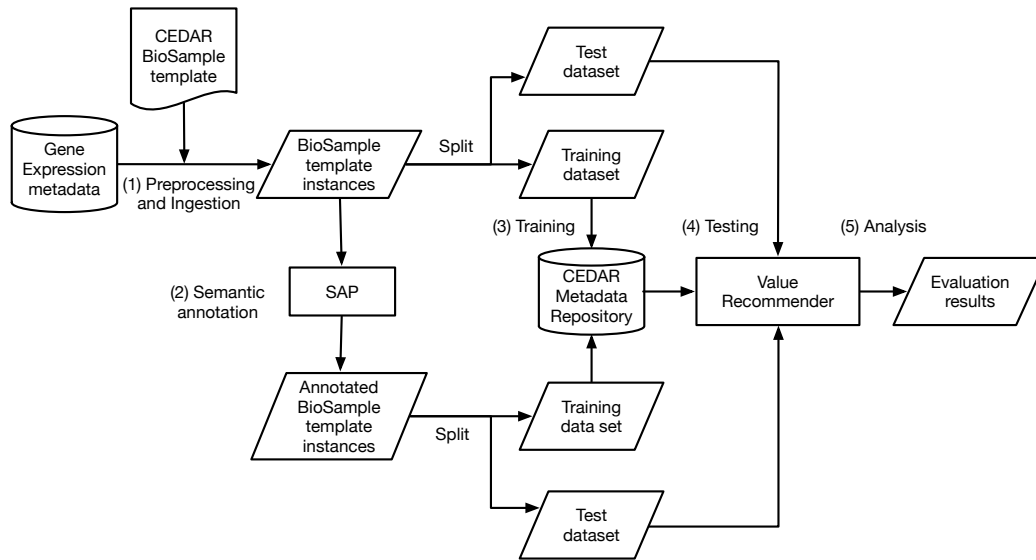 CEDAR
BioSample
template
Gene
Expression
metadata
(1) Preprocessing
and Ingestion
BioSample
template
instances
Split
Test
dataset
Training
dataset
(3) Training
(4) Testing
(5) Analysis
(2) Semantic
annotation
SAP
CEDAR
Metadata
Repository
Value
Recommender
Evaluation
results
Annotated
BioSample
template
instances
Split
Training
data set
Test
dataset